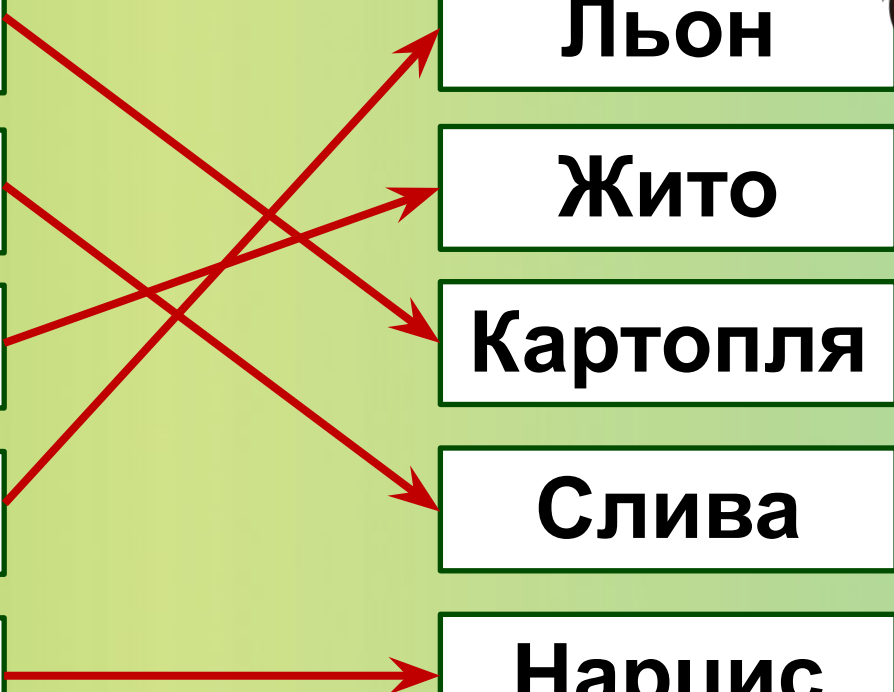 Льон
Жито
Картопля
Слива
Нарцис